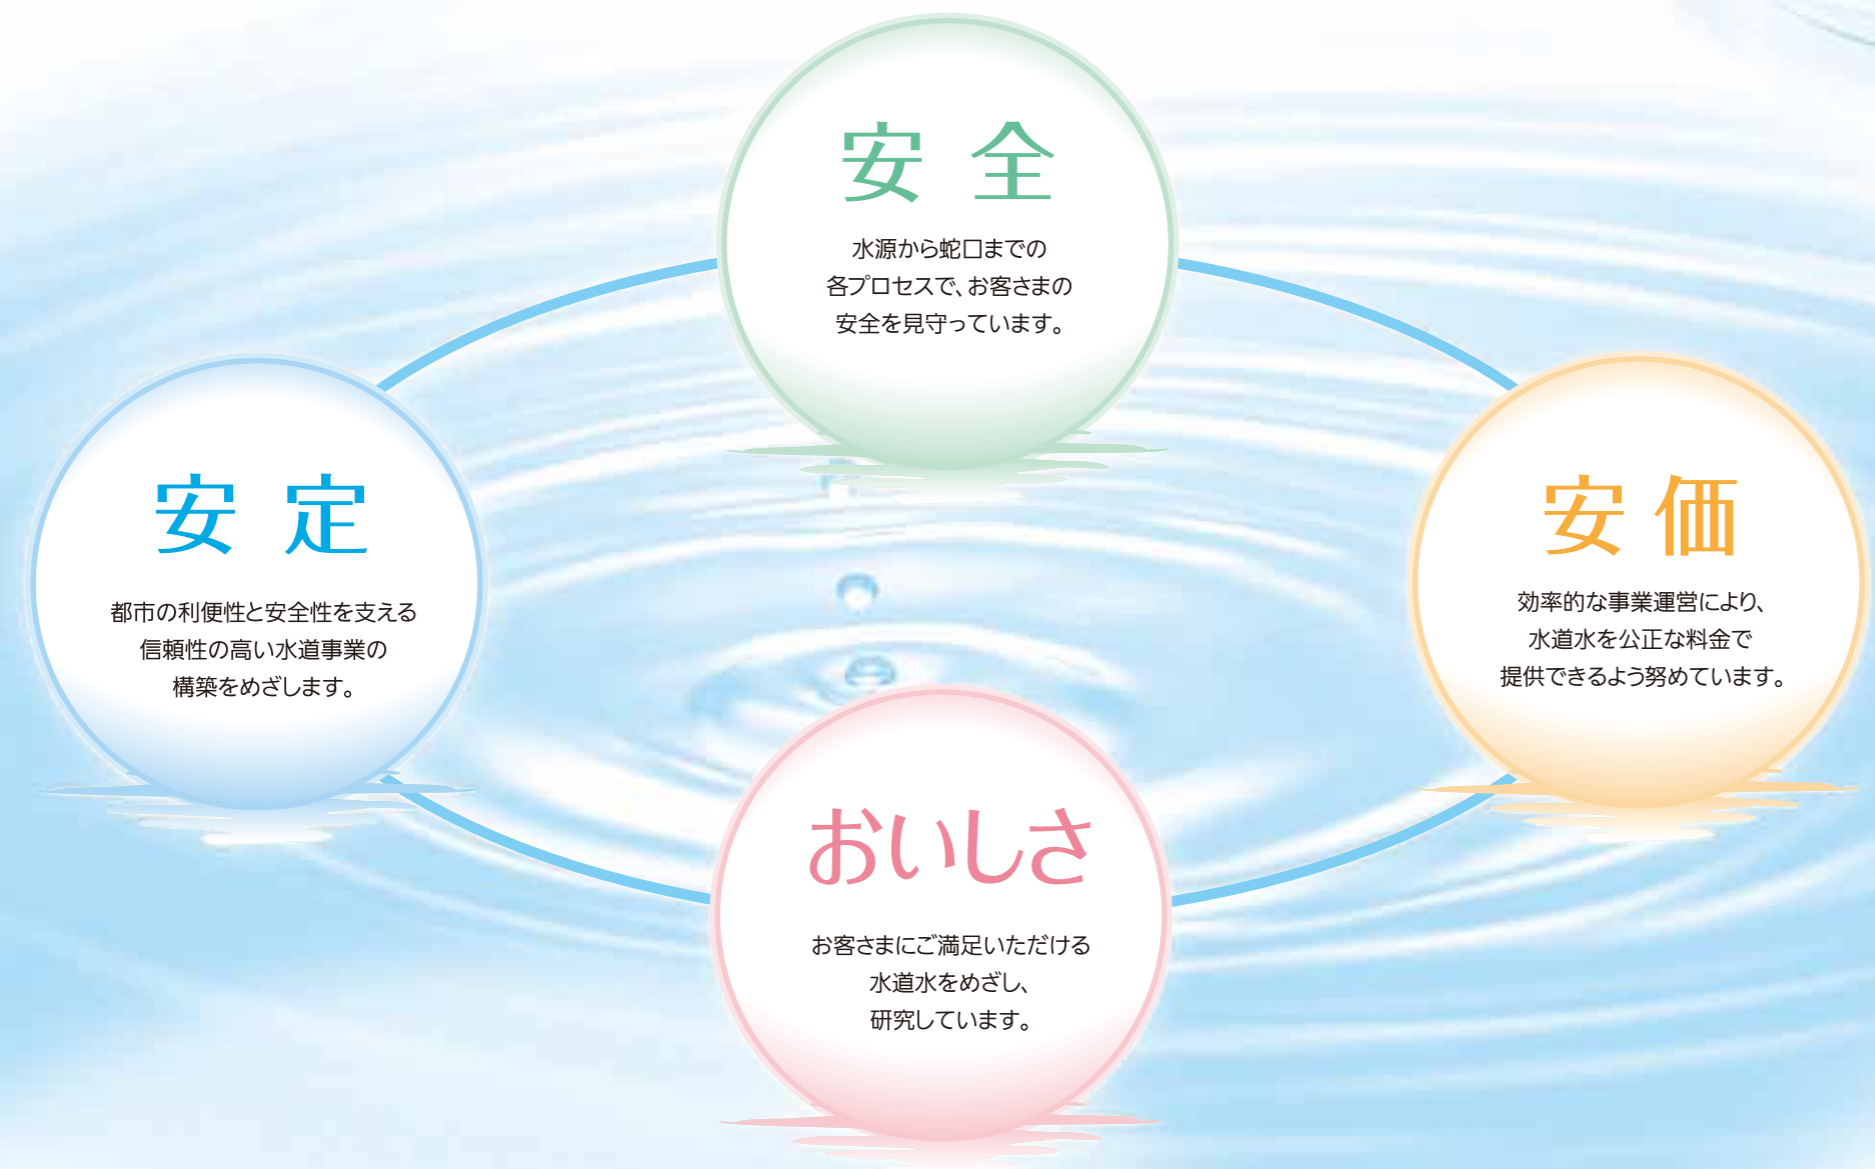 安全
水源から蛇口までの
各プロセスで、お客さまの
安全を見守っています。
安定
都市の利便性と安全性を支える
信頼性の高い水道事業の
構築をめざします。
安価
効率的な事業運営により、
水道水を公正な料金で
提供できるよう努めています。
おいしさ
お客さまにご満足いただける
水道水をめざし、
研究しています。